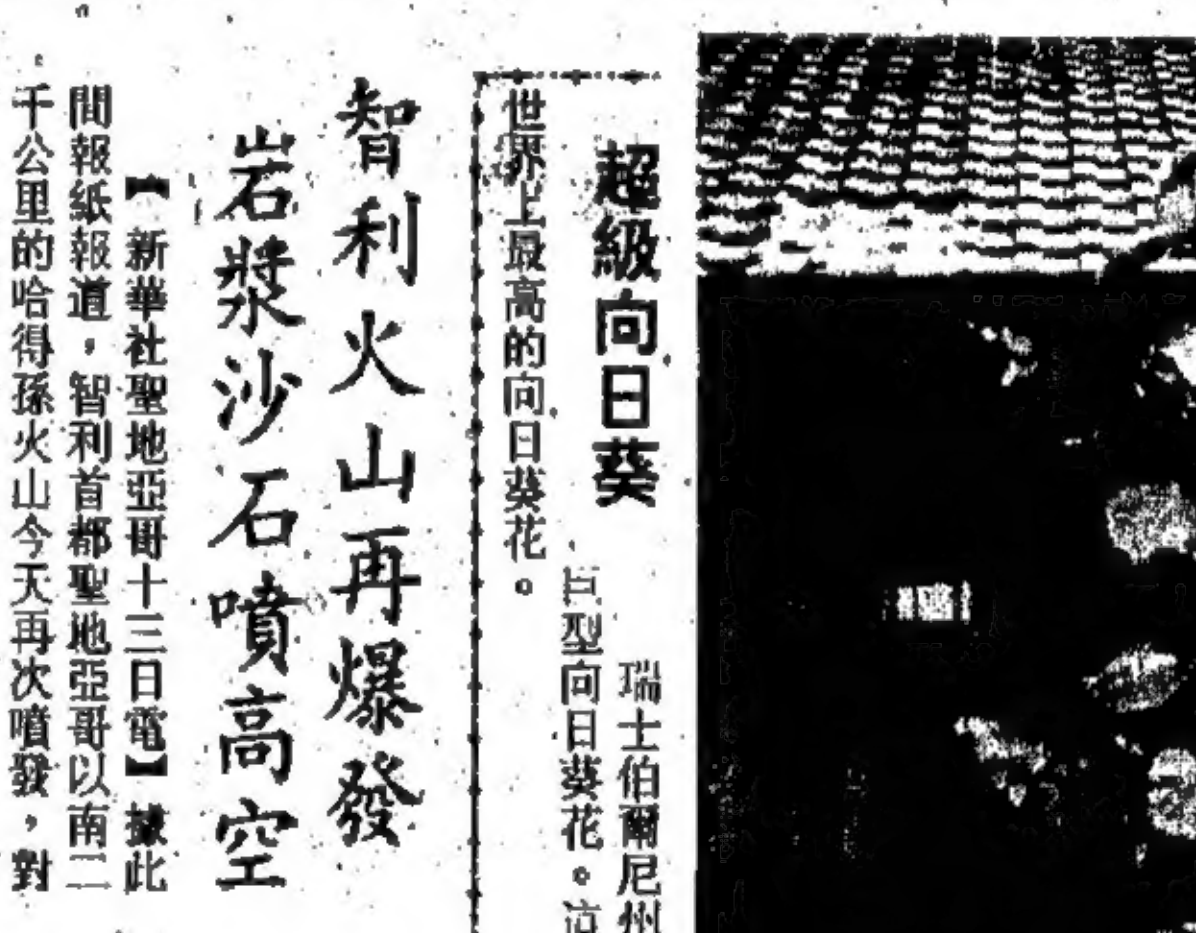 超級向日葵
瑞士伯爾尼州
巨型向日葵花。這
世界上最高的向日葵花。
智利火山再爆發
岩漿沙石噴高空
【新華社聖地亞哥十三日電】據此
間報紙報道，智利首都聖地亞哥以南二
千公里的哈得孫火山今天再次噴發，對